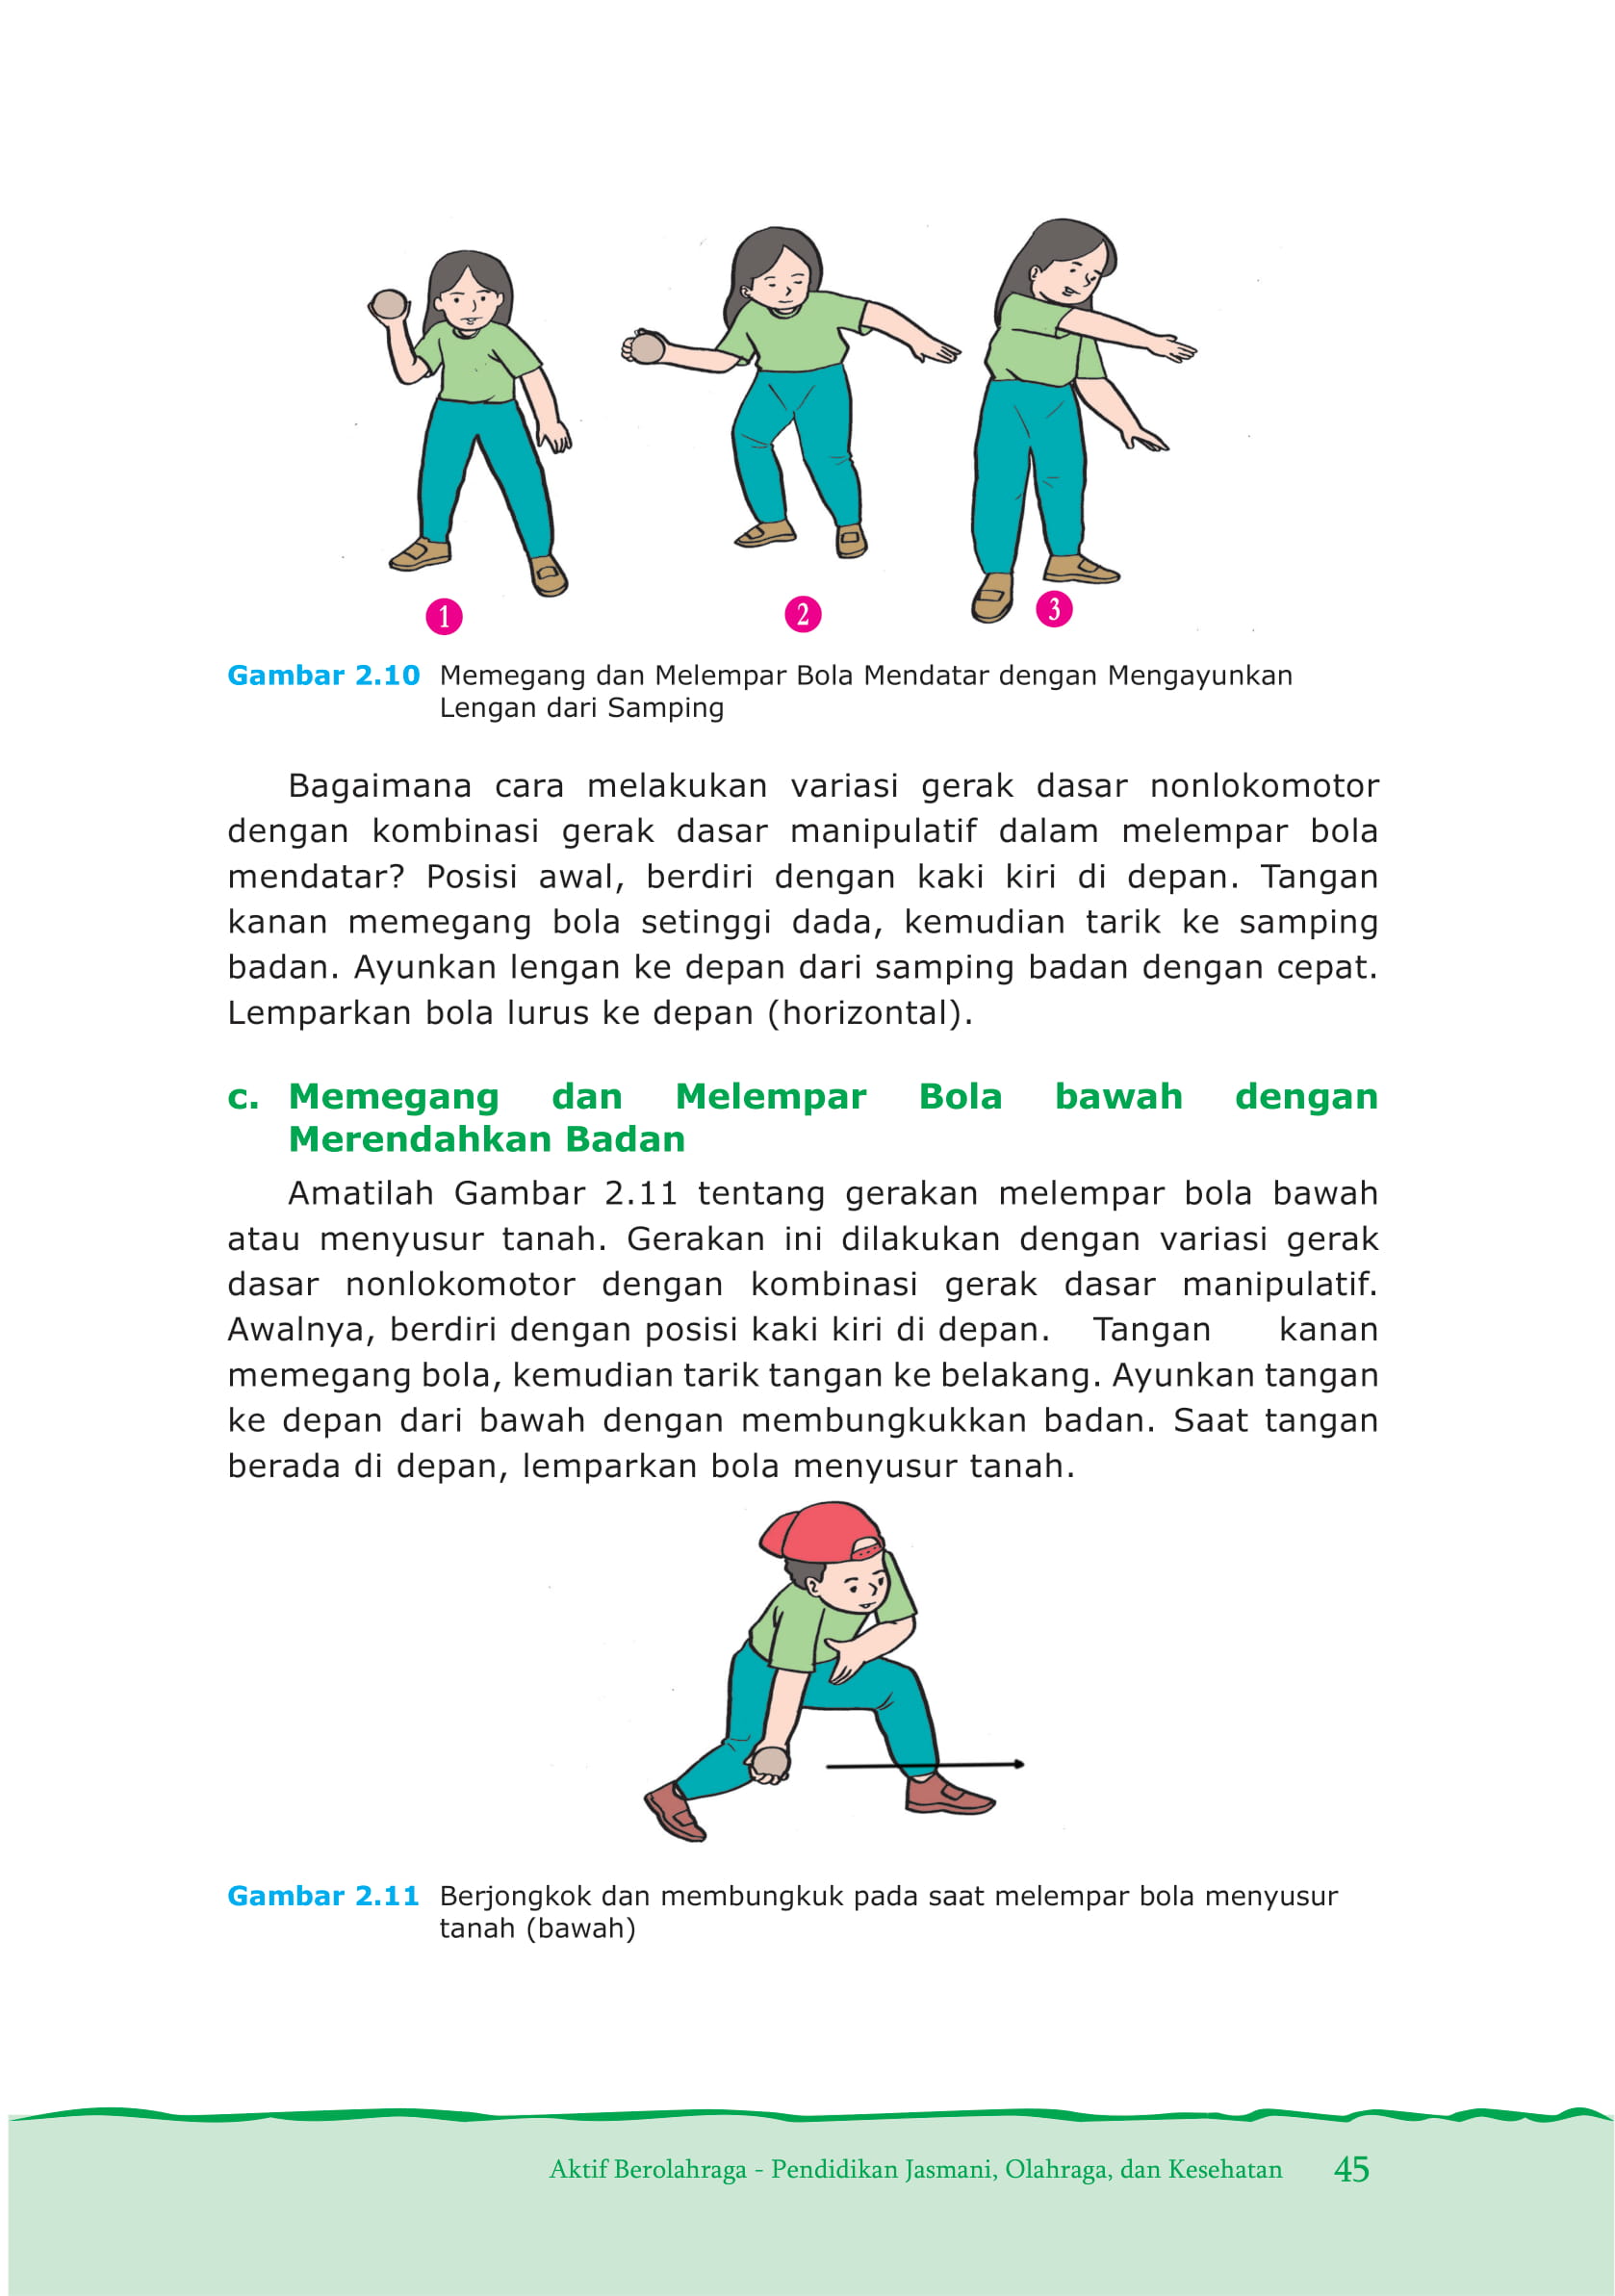 1
2
3
Gambar 2.10 Memegang dan Melempar Bola Mendatar dengan Mengayunkan
Lengan dari Samping
Bagaimana cara melakukan variasi gerak dasar nonlokomotor
dengan kombinasi gerak dasar manipulatif dalam melempar bola
mendatar? Posisi awal, berdiri dengan kaki kiri di depan. Tangan
kanan memegang bola setinggi dada, kemudian tarik ke samping
badan. Ayunkan lengan ke depan dari samping badan dengan cepat.
Lemparkan bola lurus ke depan (horizontal).
c. Memegang dan Melempar Bola bawah dengan
Merendahkan Badan
Amatilah Gambar 2.11 tentang gerakan melempar bola bawah
atau menyusur tanah. Gerakan ini dilakukan dengan variasi gerak
dasar nonlokomotor dengan kombinasi gerak dasar manipulatif.
Awalnya, berdiri dengan posisi kaki kiri di depan. Tangan kanan
memegang bola, kemudian tarik tangan ke belakang. Ayunkan tangan
ke depan dari bawah dengan membungkukkan badan. Saat tangan
berada di depan, lemparkan bola menyusur tanah.
Gambar 2.11 Berjongkok dan membungkuk pada saat melempar bola menyusur
tanah (bawah)
Aktif Berolahraga - Pendidikan Jasmani, Olahraga, dan Kesehatan 45